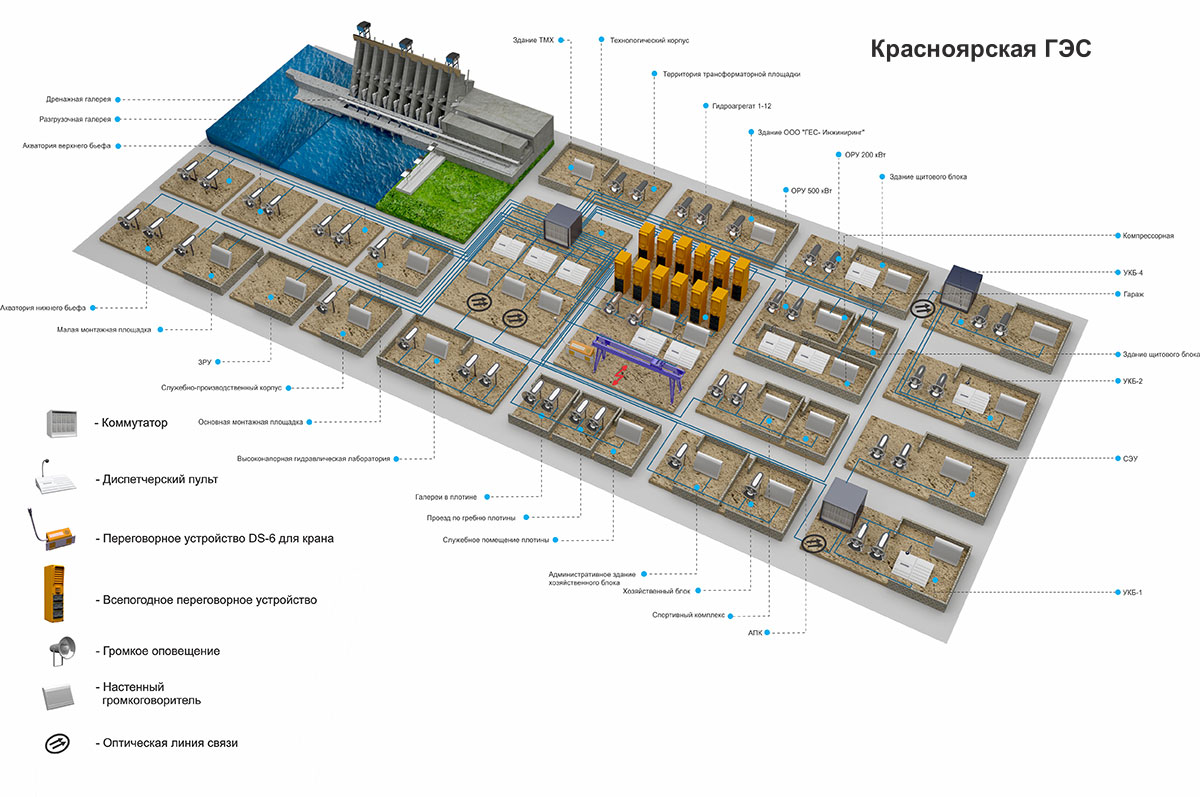 Красноярская ГЭС
Здание ТМХ
Технологический корпус
Территория трансформаторной площадки
Гидроагрегат 1-12
Здание ООО "ГЕС- Инжиниринг"
ОРУ 200 кВт
Здание щитового блока
ОРУ 500 кВт
Дренажная галерея
Разгрузочная галерея
Акватория верхнего бьефа
Компрессорная
УКБ-4
Гараж
Здание щитового блока
УКБ-2
СЭУ
УКБ-1
Акватория нижнего бьефа
Малая монтажная площадка
ЗРУ
Служебно-производственный корпус
Основная монтажная площадка
Высоконапорная гидравлическая лаборатория
Галереи в плотине
Проезд по гребню плотины
Служебное помещение плотины
Административное здание
хозяйственного блока
Хозяйственный блок
Спортивный комплекс
АПК
- Коммутатор
- Диспетчерский пульт
- Переговорное устройство DS-6 для крана
- Всепогодное переговорное устройство
- Громкое оповещение
- Настенный
громкоговоритель
- Оптическая линия связи